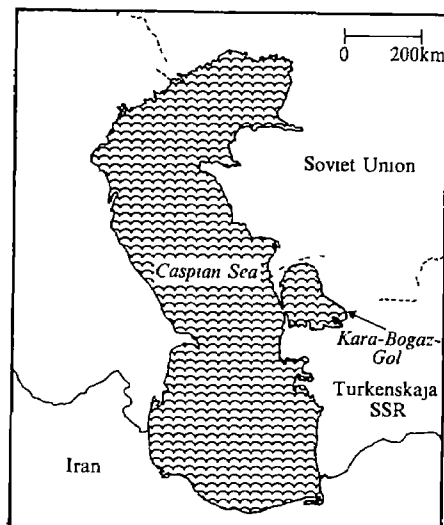 0 200km
Soviet Union
Caspian Sea
Kara-Bogaz-
Gol
Turkenskaja
SSR
Iran